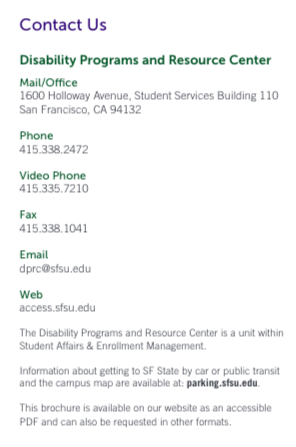 Contact Us
Disability Programs and Resource Center
Mail/Office
1600 Holloway Avenue, Student Services Building 110
San Francisco, CA 94132
Phone
415.338.2472
Video Phone
415.335.7210
Fax
415.338.1041
Email
dprc@sfsu.edu
Web
access.sfsu.edu
The Disability Programs and Resource Center is a unit within
Student Affairs & Enrollment Management.
Information about getting to SF State by car or public transit
and the campus map are available at: parking.sfsu.edu.
This brochure is available on our website as an accessible
PDF and can also be requested in other formats.